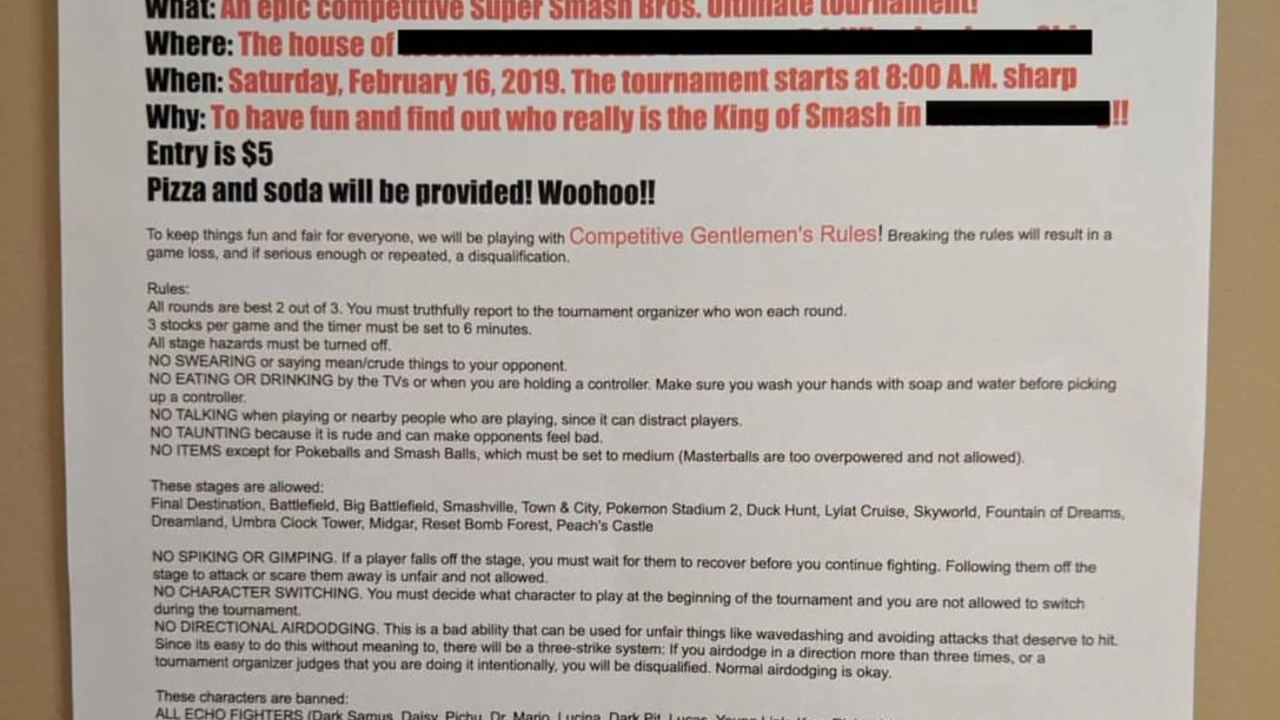 What: An epic competitive Super Smash Bros. Ultimate tournament!
Where: The house of
When: Saturday, February 16, 2019. The tournament starts at 8:00 A.M. sharp
Why: To have fun and find out who really is the King of Smash in !!
Entry is $5
Pizza and soda will be provided! Woohoo!!
To keep things fun and fair for everyone, we will be playing with Competitive Gentlemen's Rules! Breaking the rules will result in a
game loss, and if serious enough or repeated, a disqualification.
Rules:
All rounds are best 2 out of 3. You must truthfully report to the tournament organizer who won each round.
3 stocks per game and the timer must be set to 6 minutes.
All stage hazards must be turned off.
NO SWEARING or saying mean/crude things to your opponent.
NO EATING OR DRINKING by the TVs or when you are holding a controller. Make sure you wash your hands with soap and water before picking
up a controller.
NO TALKING when playing or nearby people who are playing, since it can distract players.
NO TAUNTING because it is rude and can make opponents feel bad.
NO ITEMS except for Pokeballs and Smash Balls, which must be set to medium (Masterballs are too overpowered and not allowed).
These stages are allowed:
Final Destination, Battlefield, Big Battlefield, Smashville, Town & City, Pokemon Stadium 2, Duck Hunt, Lylat Cruise, Skyworld, Fountain of Dreams,
Dreamland, Umbra Clock Tower, Midgar, Reset Bomb Forest, Peach's Castle
NO SPIKING OR GIMPING. If a player falls off the stage, you must wait for them to recover before you continue fighting. Following them off the
stage to attack or scare them away is unfair and not allowed.
NO CHARACTER SWITCHING. You must decide what character to play at the beginning of the tournament and you are not allowed to switch
during the tournament.
NO DIRECTIONAL AIRDODGING. This is a bad ability that can be used for unfair things like wavedashing and avoiding attacks that deserve to hit.
Since its easy to do this without meaning to, there will be a three-strike system: If you airdodge in a direction more than three times, or a
tournament organizer judges that you are doing it intentionally, you will be disqualified. Normal airdodging is okay.
These characters are banned:
ALL ECHO FIGHTERS (Dark Samus, Daisy, Pichu, Dr. Mario, Lucina, Dark Pit, Lucas,